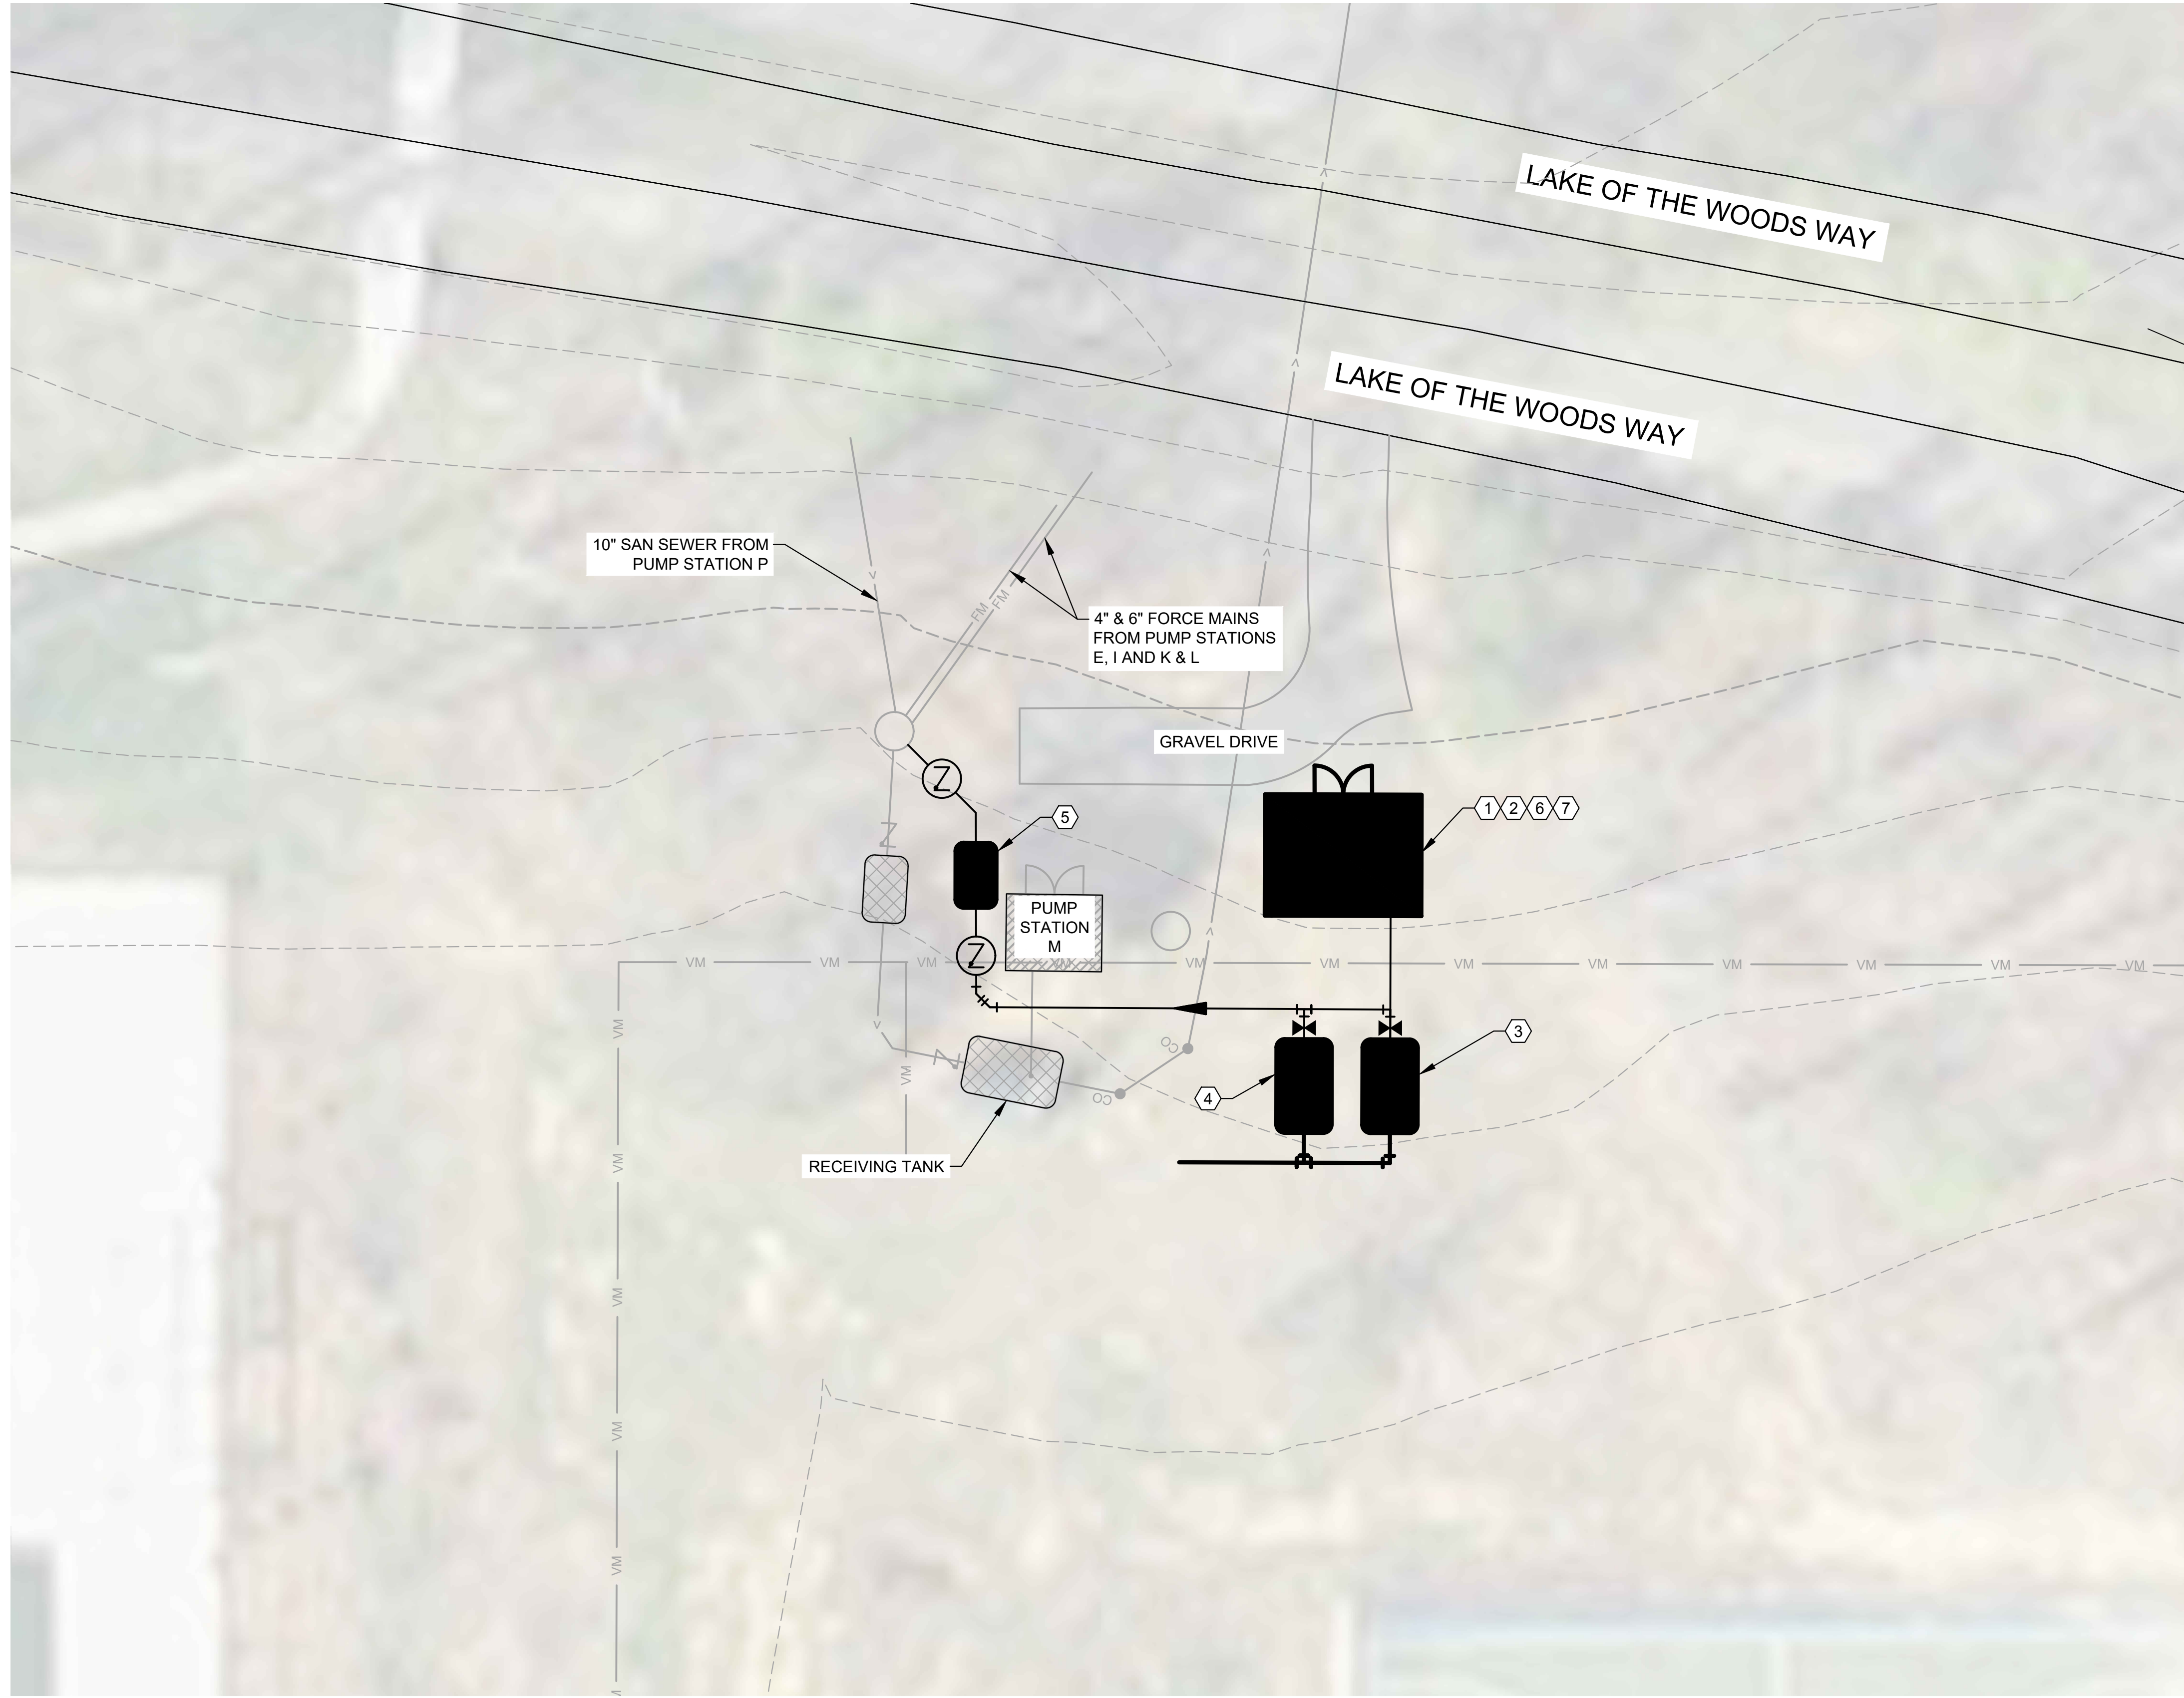 LAKE OF THE WOODS WAY
LAKE OF THE WOODS WAY
10" SAN SEWER FROM
PUMP STATION P
FM
FM
4" & 6" FORCE MAINS
FROM PUMP STATIONS
E, I AND K & L
GRAVEL DRIVE
1 2 6 7
5
PUMP
STATION
M
VM VM VM VM VM VM VM VM VM VM VM VM
VM
3
CO
VM
4
CO
VM
RECEIVING TANK
VM
VM
VM